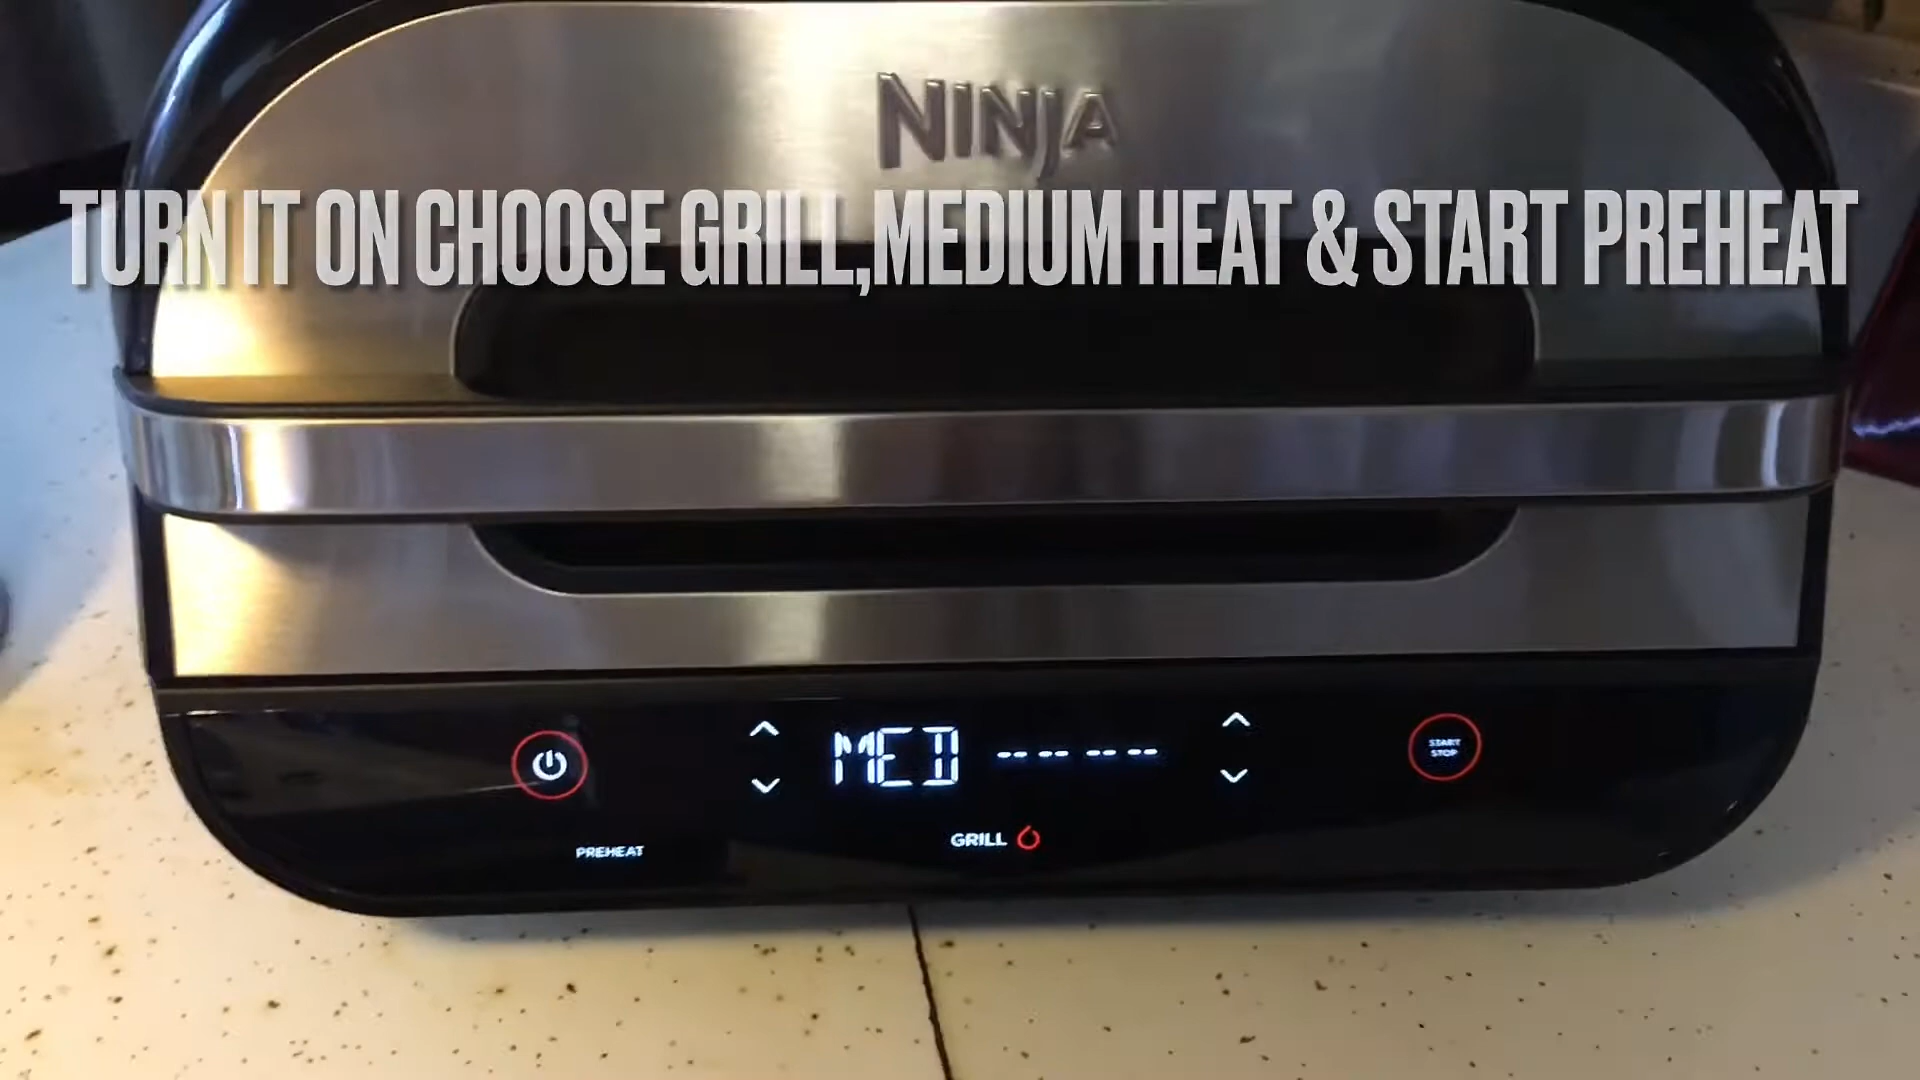 NINJA
TURN IT ON CHOOSE GRILL,MEDIUM HEAT & START PREHEAT
MED -- -- -- --
START
STOP
GRILL
PREHEAT